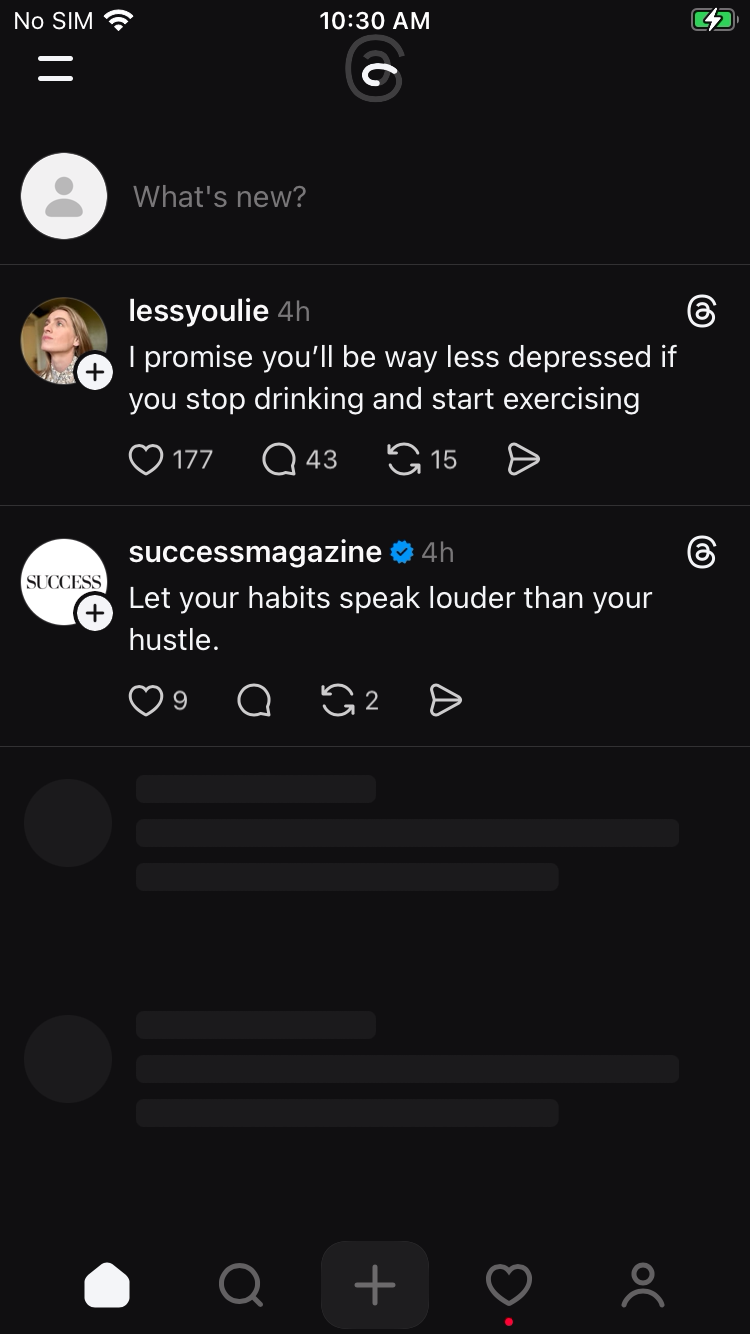 No SIM 10:30 AM
What's new?
lessyoulie 4h
I promise you’ll be way less depressed if
you stop drinking and start exercising
177 43 15
SUCCESS
successmagazine 4h
Let your habits speak louder than your
hustle.
9 2